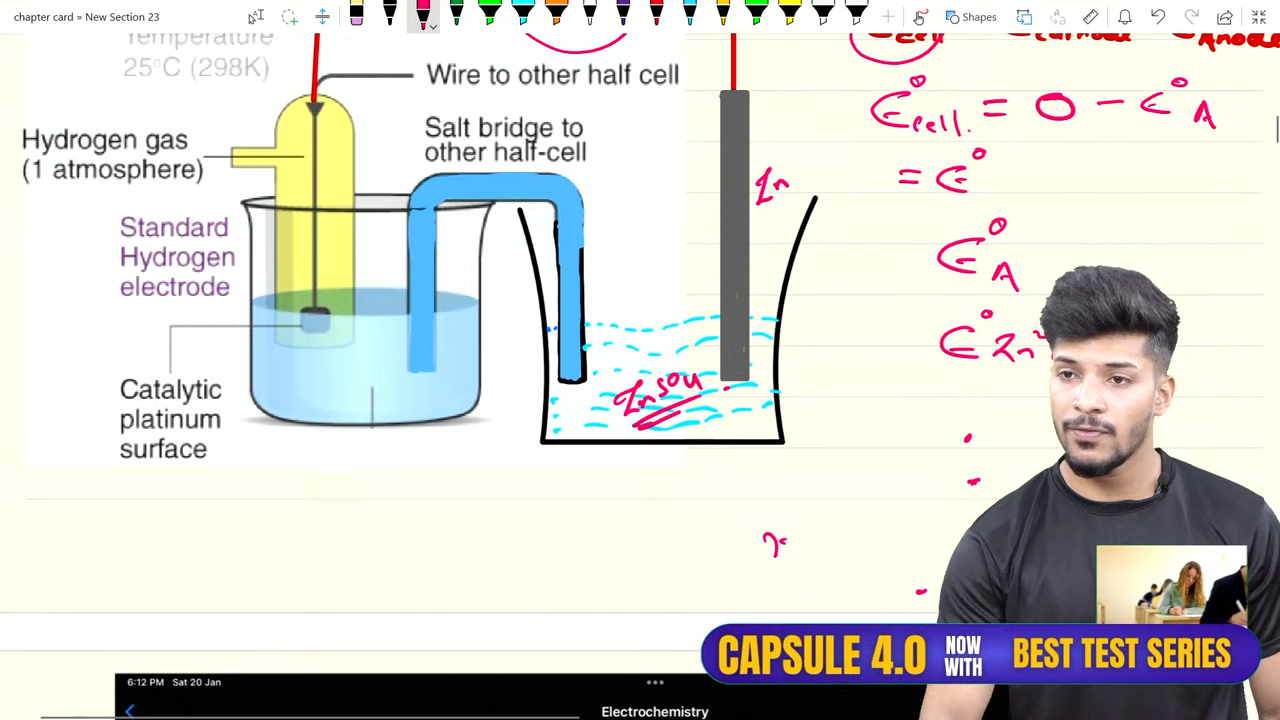 chapter card » New Section 23
Shapes
Temperature
25°C (298K)
Wire to other half cell
Hydrogen gas
(1 atmosphere)
Salt bridge to
other half-cell
Standard
Hydrogen
electrode
Catalytic
platinum
surface
Zn
ZnSO4
E°cell. = 0 - E°A
= E°
E°A
E°Zn
CAPSULE 4.0
NOW
WITH
BEST TEST SERIES
6:12 PM Sat 20 Jan
Electrochemistry